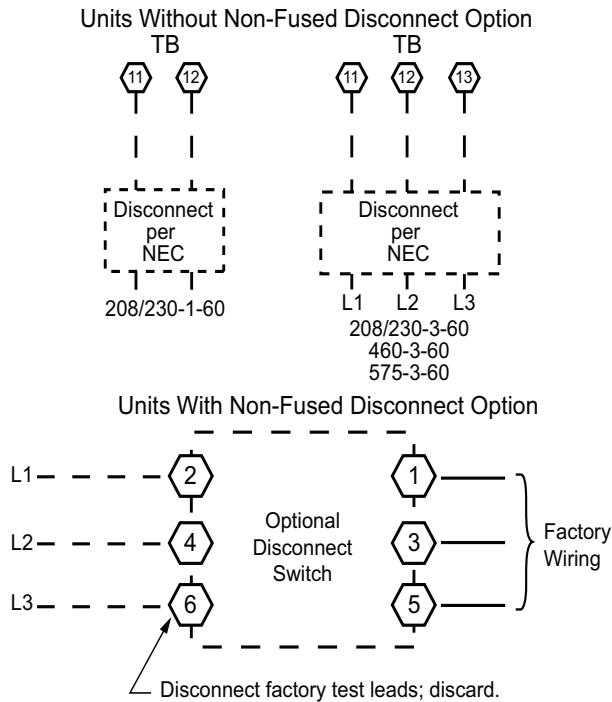 Units Without Non-Fused Disconnect Option
TB TB
11 12 11 12 13
Disconnect Disconnect
per per
NEC NEC
L1 L2 L3
208/230-1-60
208/230-3-60
460-3-60
575-3-60
Units With Non-Fused Disconnect Option
L1 2 1
L2 4 3
L3 6 5
Optional
Disconnect
Switch
Factory
Wiring
Disconnect factory test leads; discard.